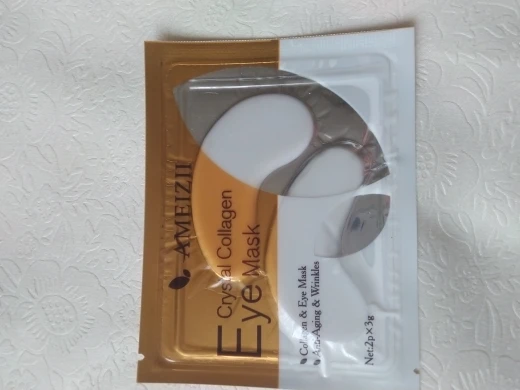 AMEIZII
Crystal Collagen
Eye Mask
Collagen & Eye Mask
Anti-Aging & Wrinkles
Net:2p×3g